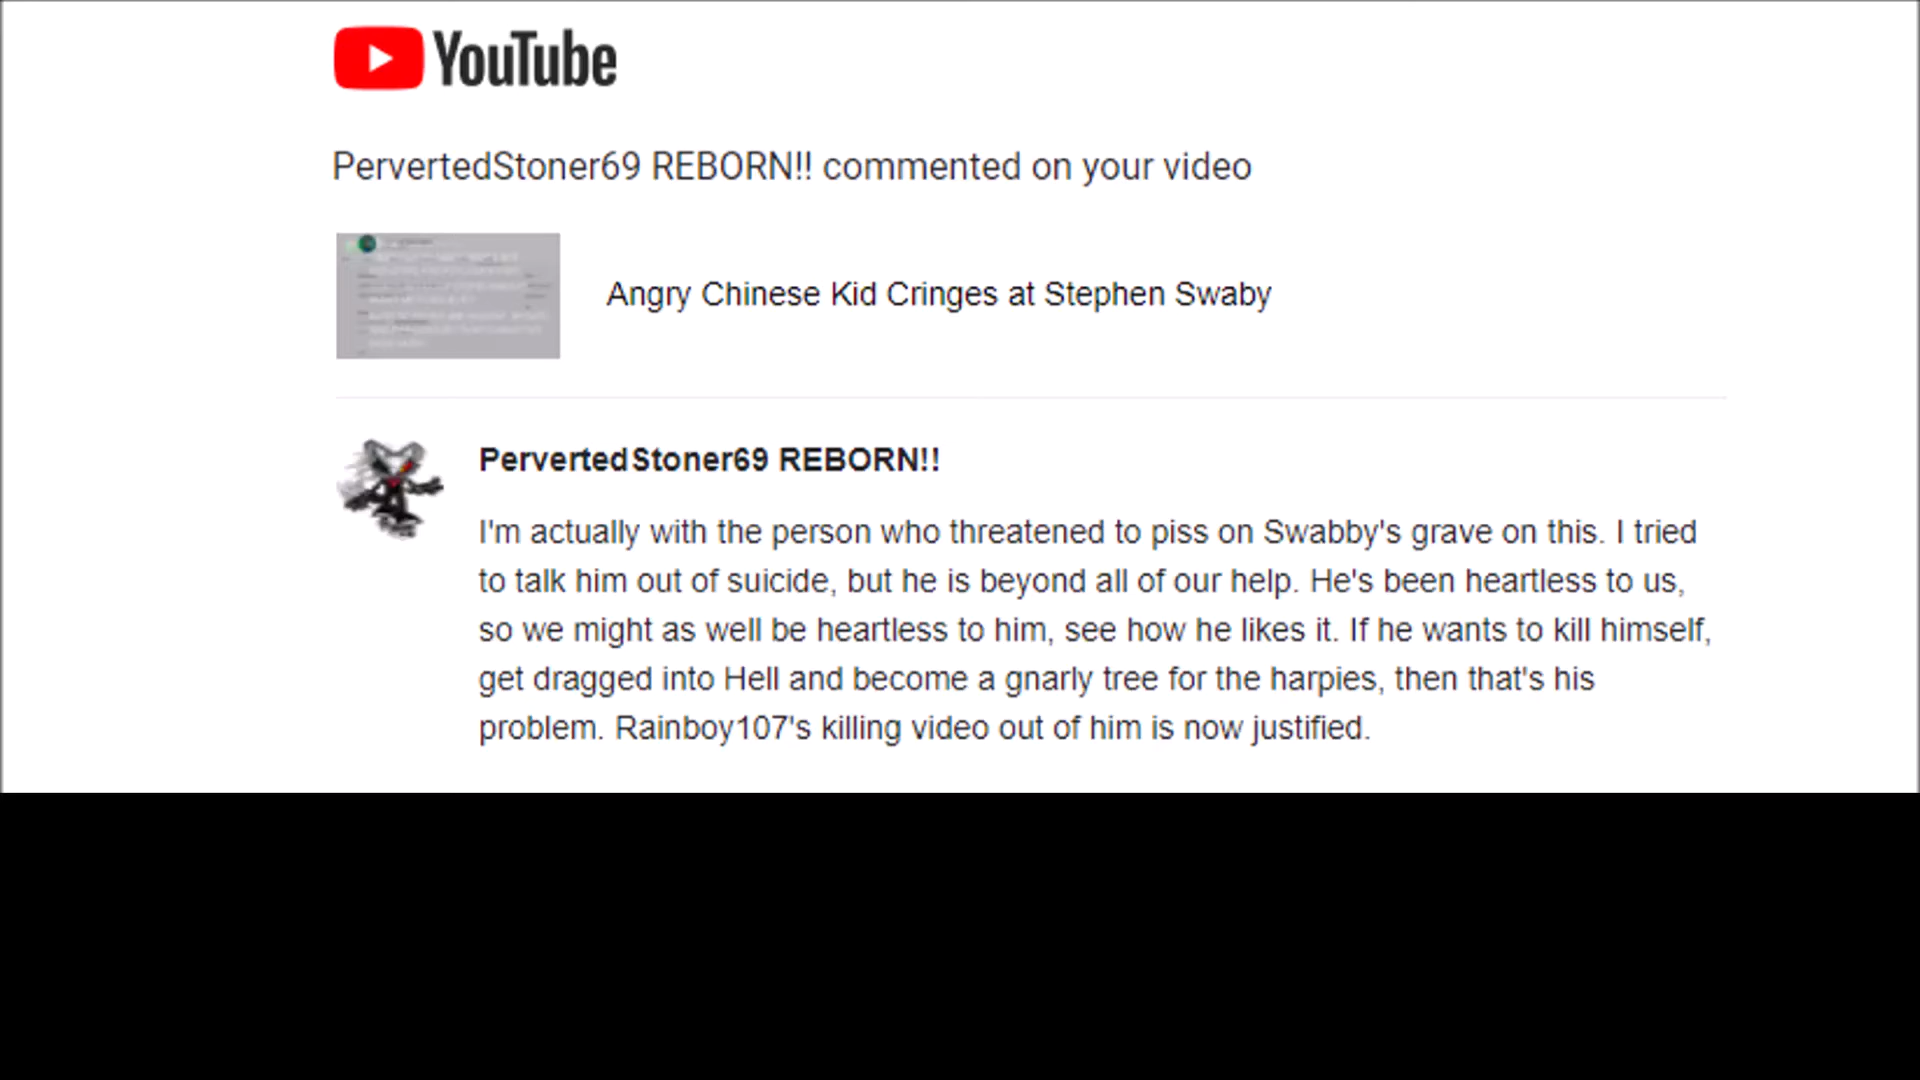 YouTube
PervertedStoner69 REBORN!! commented on your video
Angry Chinese Kid Cringes at Stephen Swaby
PervertedStoner69 REBORN!!
I'm actually with the person who threatened to piss on Swabby's grave on this. I tried
to talk him out of suicide, but he is beyond all of our help. He's been heartless to us,
so we might as well be heartless to him, see how he likes it. If he wants to kill himself,
get dragged into Hell and become a gnarly tree for the harpies, then that's his
problem. Rainboy107's killing video out of him is now justified.